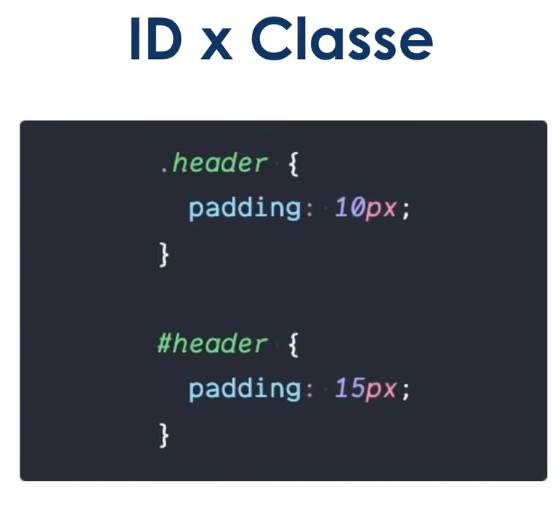 ID x Classe
.header {
padding: 10px;
}
#header {
padding: 15px;
}